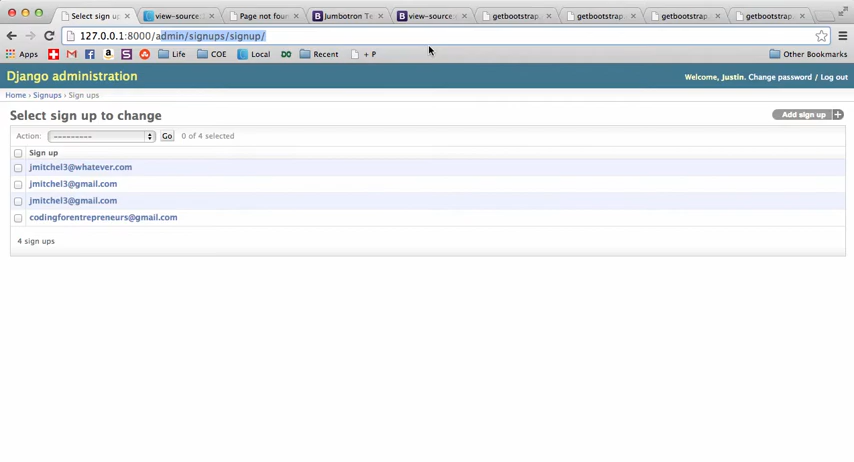 Select sign up view-source: Page not foun Jumbotron Te view-source: getbootstrap. getbootstrap. getbootstrap. getbootstrap.
127.0.0.1:8000/admin/signups/signup/
Apps Life COE Local Recent + P Other Bookmarks
Django administration Welcome, Justin. Change password / Log out
Home › Signups › Sign ups
Select sign up to change Add sign up +
Action: --------- Go 0 of 4 selected
Sign up
jmitchel3@whatever.com
jmitchel3@gmail.com
jmitchel3@gmail.com
codingforentrepreneurs@gmail.com
4 sign ups